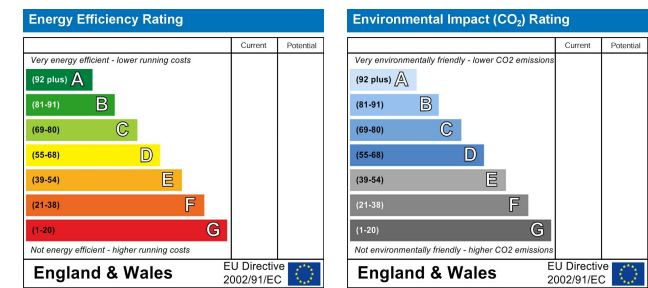 Energy Efficiency Rating
Current Potential
Very energy efficient - lower running costs
(92 plus) A
(81-91) B
(69-80) C
(55-68) D
(39-54) E
(21-38) F
(1-20) G
Not energy efficient - higher running costs
England & Wales
EU Directive
2002/91/EC
Environmental Impact (CO₂) Rating
Current Potential
Very environmentally friendly - lower CO2 emissions
(92 plus) A
(81-91) B
(69-80) C
(55-68) D
(39-54) E
(21-38) F
(1-20) G
Not environmentally friendly - higher CO2 emissions
England & Wales
EU Directive
2002/91/EC